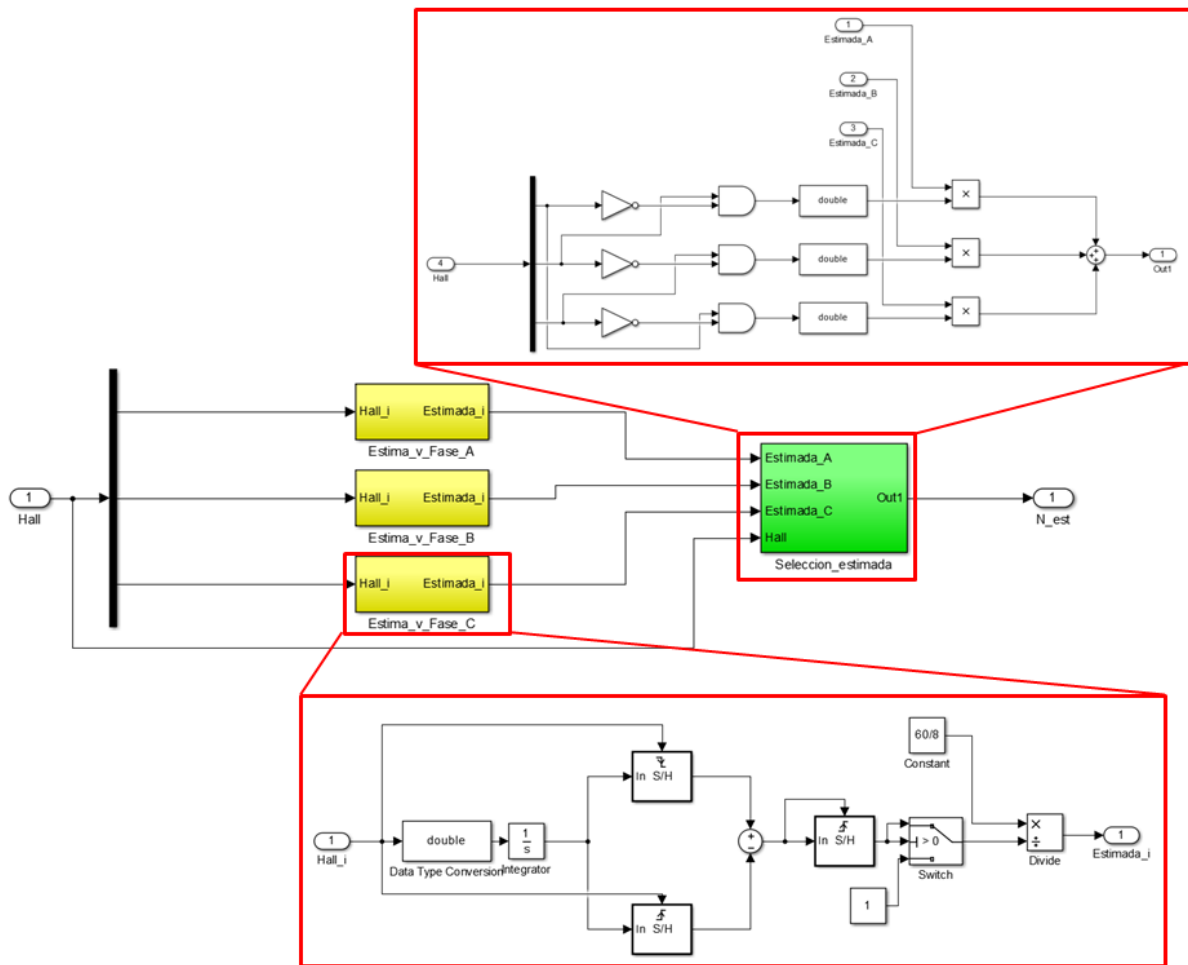 1
Estimada_A
2
Estimada_B
3
Estimada_C
×
double
4
Hall
×
double
1
Out1
×
double
Hall_i Estimada_i
Estima_v_Fase_A
Hall_i Estimada_i
Estima_v_Fase_B
Hall_i Estimada_i
Estima_v_Fase_C
1
Hall
Estimada_A
Estimada_B
Estimada_C
Hall
Out1
Seleccion_estimada
1
N_est
60/8
Constant
In S/H
1
Hall_i
double
Data Type Conversion
1
s
Integrator
+
−
In S/H
> 0
Switch
×
÷
Divide
1
Estimada_i
1
In S/H